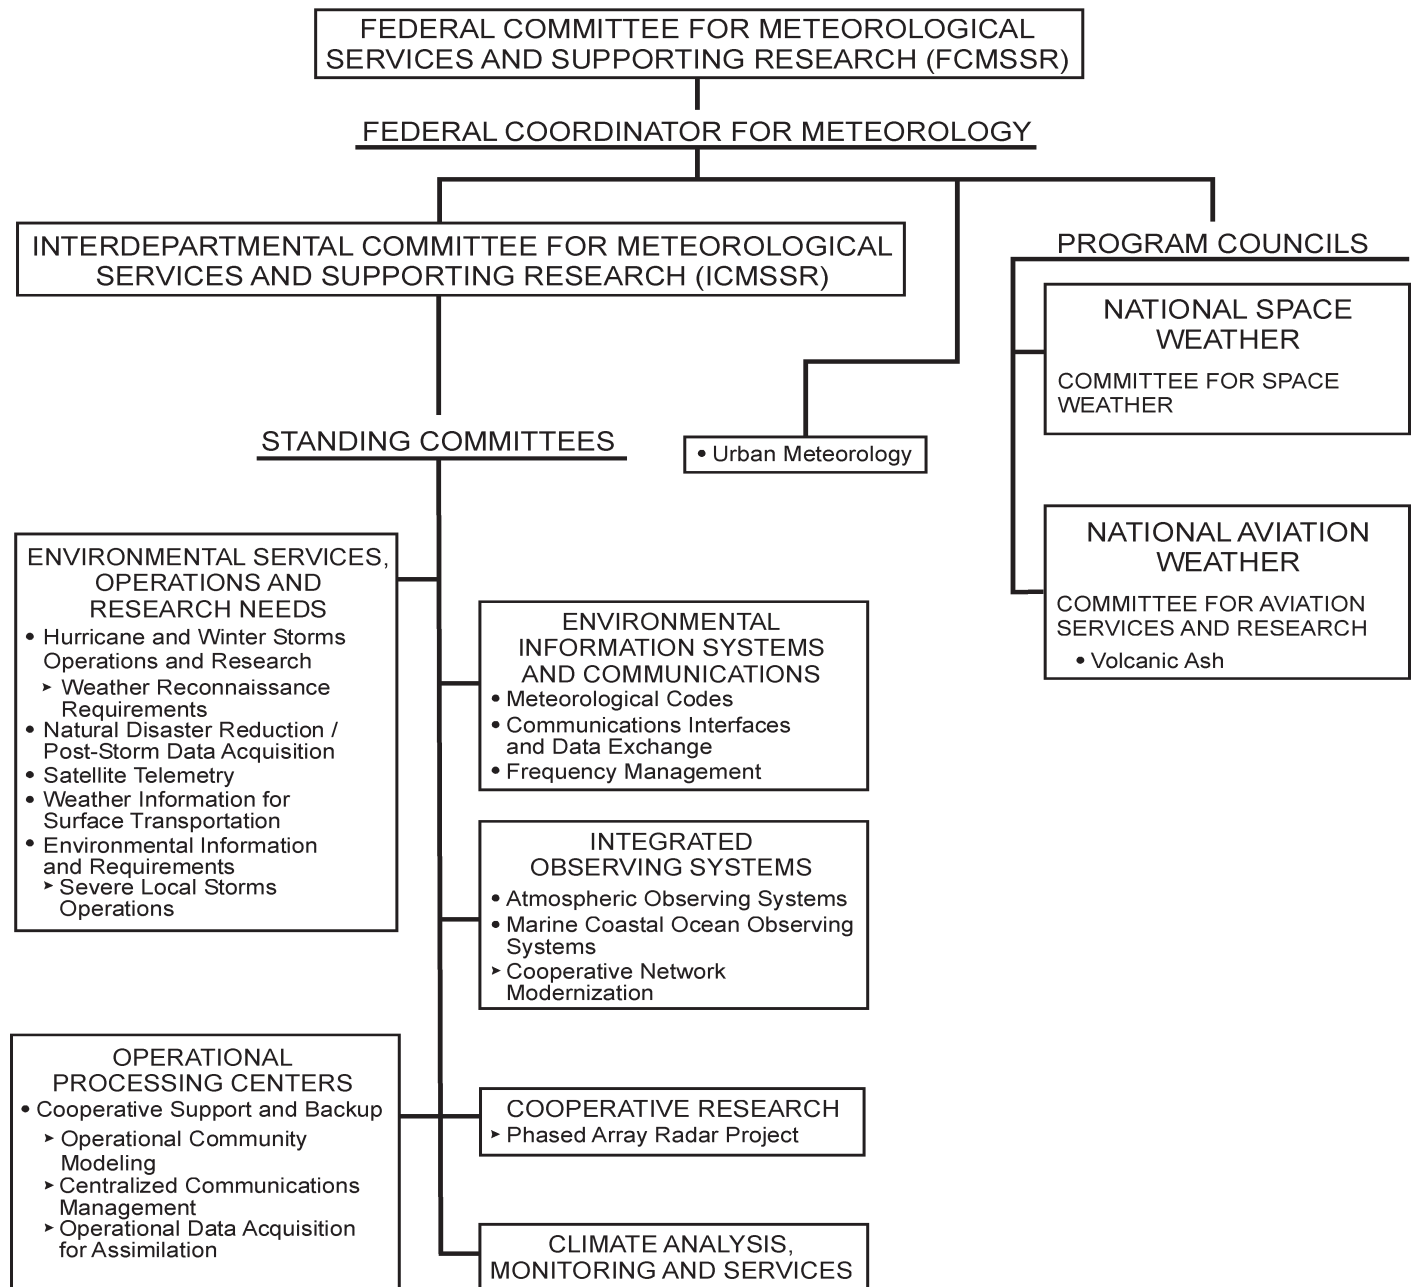 FEDERAL COMMITTEE FOR METEOROLOGICAL
SERVICES AND SUPPORTING RESEARCH (FCMSSR)
FEDERAL COORDINATOR FOR METEOROLOGY
INTERDEPARTMENTAL COMMITTEE FOR METEOROLOGICAL
SERVICES AND SUPPORTING RESEARCH (ICMSSR)
PROGRAM COUNCILS
NATIONAL SPACE
WEATHER
COMMITTEE FOR SPACE
WEATHER
STANDING COMMITTEES
• Urban Meteorology
NATIONAL AVIATION
WEATHER
COMMITTEE FOR AVIATION
SERVICES AND RESEARCH
• Volcanic Ash
ENVIRONMENTAL SERVICES,
OPERATIONS AND
RESEARCH NEEDS
• Hurricane and Winter Storms
Operations and Research
➤ Weather Reconnaissance
Requirements
• Natural Disaster Reduction /
Post-Storm Data Acquisition
• Satellite Telemetry
• Weather Information for
Surface Transportation
• Environmental Information
and Requirements
➤ Severe Local Storms
Operations
ENVIRONMENTAL
INFORMATION SYSTEMS
AND COMMUNICATIONS
• Meteorological Codes
• Communications Interfaces
and Data Exchange
• Frequency Management
INTEGRATED
OBSERVING SYSTEMS
• Atmospheric Observing Systems
• Marine Coastal Ocean Observing
Systems
➤ Cooperative Network
Modernization
OPERATIONAL
PROCESSING CENTERS
• Cooperative Support and Backup
➤ Operational Community
Modeling
➤ Centralized Communications
Management
➤ Operational Data Acquisition
for Assimilation
COOPERATIVE RESEARCH
➤ Phased Array Radar Project
CLIMATE ANALYSIS,
MONITORING AND SERVICES